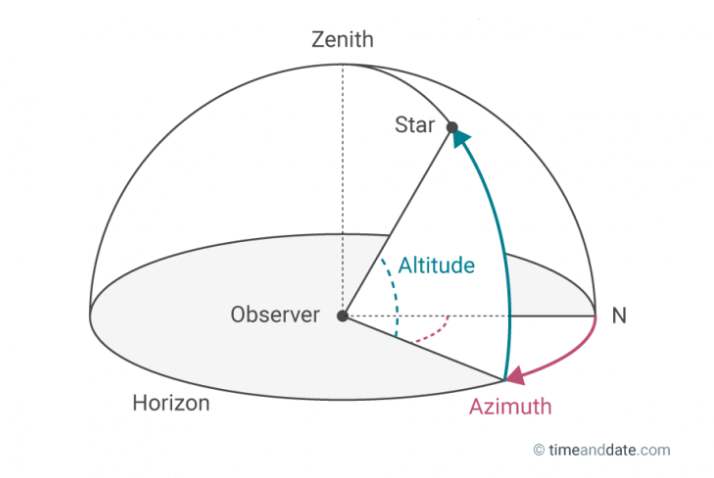 Zenith
Star
Altitude
Observer
N
Horizon
Azimuth
© timeanddate.com